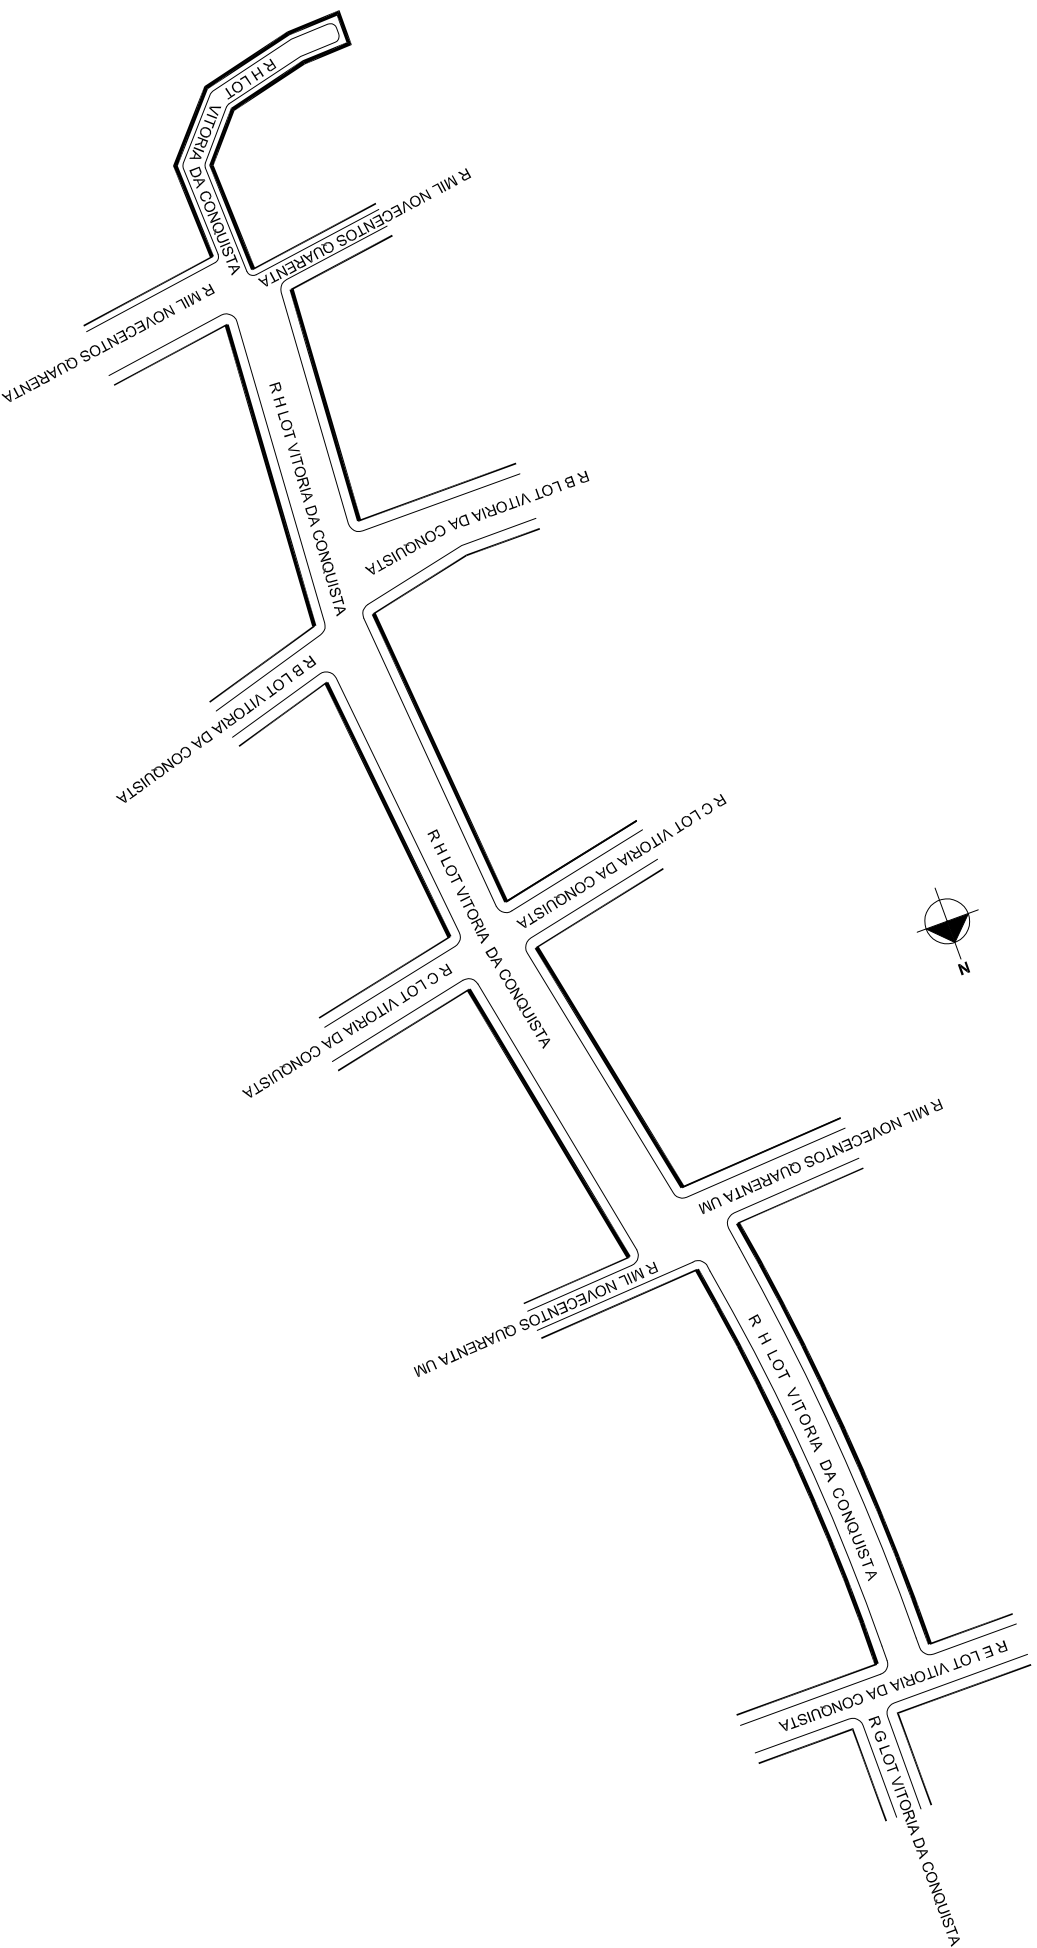 R H LOT VITORIA DA CONQUISTA
R MIL NOVECENTOS QUARENTA
R MIL NOVECENTOS QUARENTA
R H LOT VITORIA DA CONQUISTA
R B LOT VITORIA DA CONQUISTA
R B LOT VITORIA DA CONQUISTA
R C LOT VITORIA DA CONQUISTA
R H LOT VITORIA DA CONQUISTA
R C LOT VITORIA DA CONQUISTA
N
R MIL NOVECENTOS QUARENTA UM
R MIL NOVECENTOS QUARENTA UM
R H LOT VITORIA DA CONQUISTA
R E LOT VITORIA DA CONQUISTA
R G LOT VITORIA DA CONQUISTA